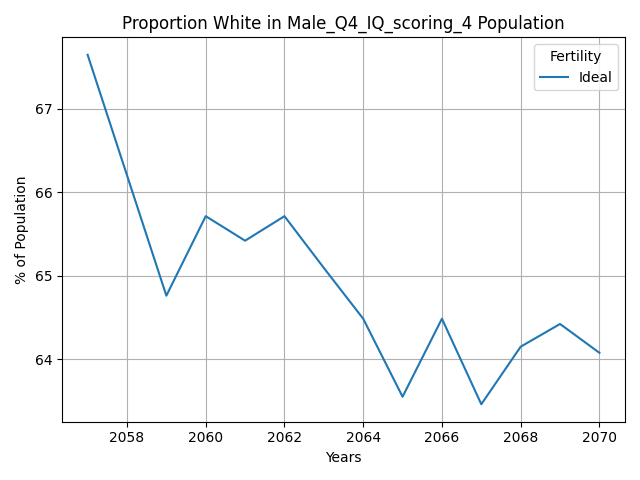 Proportion White in Male_Q4_IQ_scoring_4 Population
Fertility
Ideal
67
66
65
64
% of Population
2058 2060 2062 2064 2066 2068 2070
Years